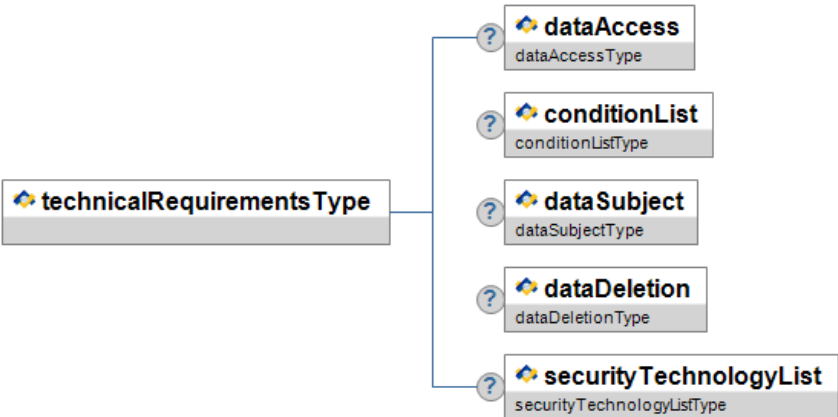 dataAccess
dataAccessType
?
conditionList
conditionListType
?
technicalRequirementsType
dataSubject
dataSubjectType
?
dataDeletion
dataDeletionType
?
securityTechnologyList
securityTechnologyListType
?